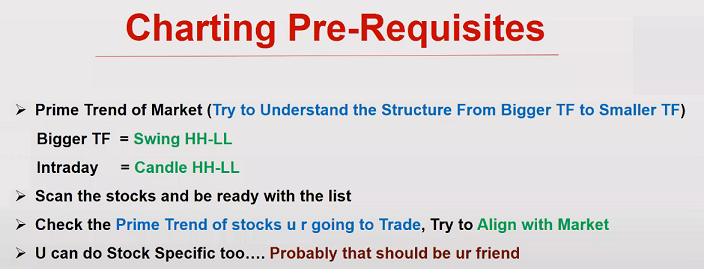 Charting Pre-Requisites
➢ Prime Trend of Market (Try to Understand the Structure From Bigger TF to Smaller TF)
Bigger TF = Swing HH-LL
Intraday = Candle HH-LL
➢ Scan the stocks and be ready with the list
➢ Check the Prime Trend of stocks u r going to Trade, Try to Align with Market
➢ U can do Stock Specific too…. Probably that should be ur friend